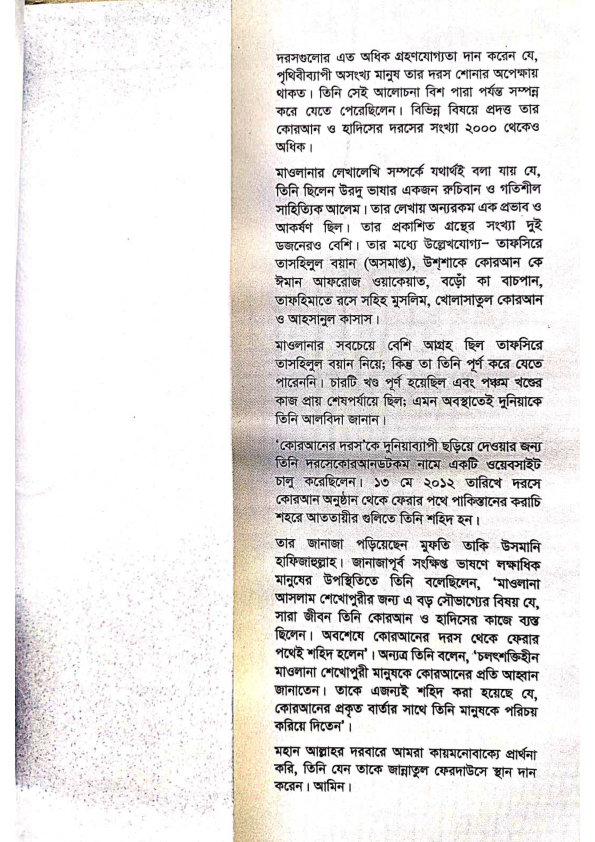 দরসগুলোর এত অধিক গ্রহণযোগ্যতা দান করেন যে,
পৃথিবীব্যাপী অসংখ্য মানুষ তার দরস শোনার অপেক্ষায়
থাকত। তিনি সেই আলোচনা বিশ পারা পর্যন্ত সম্পন্ন
করে যেতে পেরেছিলেন। বিভিন্ন বিষয়ে প্রদত্ত তার
কোরআন ও হাদিসের দরসের সংখ্যা ২০০০ থেকেও
অধিক।
মাওলানার লেখালেখি সম্পর্কে যথার্থই বলা যায় যে,
তিনি ছিলেন উরদু ভাষার একজন রুচিবান ও গতিশীল
সাহিত্যিক আলেম। তার লেখায় অন্যরকম এক প্রভাব ও
আকর্ষণ ছিল। তার প্রকাশিত গ্রন্থের সংখ্যা দুই
ডজনেরও বেশি। তার মধ্যে উল্লেখযোগ্য– তাফসিরে
তাসহিলুল বয়ান (অসমাপ্ত), উশ্‌শাকে কোরআন কে
ঈমান আফরোজ ওয়াকেয়াত, বড়োঁ কা বাচপান,
তাফহিমাতে রসে সহিহ মুসলিম, খোলাসাতুল কোরআন
ও আহসানুল কাসাস।
মাওলানার সবচেয়ে বেশি আগ্রহ ছিল তাফসিরে
তাসহিলুল বয়ান নিয়ে; কিন্তু তা তিনি পূর্ণ করে যেতে
পারেননি। চারটি খণ্ড পূর্ণ হয়েছিল এবং পঞ্চম খণ্ডের
কাজ প্রায় শেষপর্যায়ে ছিল; এমন অবস্থাতেই দুনিয়াকে
তিনি আলবিদা জানান।
‘কোরআনের দরস’কে দুনিয়াব্যাপী ছড়িয়ে দেওয়ার জন্য
তিনি দরসেকোরআনডটকম নামে একটি ওয়েবসাইট
চালু করেছিলেন। ১৩ মে ২০১২ তারিখে দরসে
কোরআন অনুষ্ঠান থেকে ফেরার পথে পাকিস্তানের করাচি
শহরে আততায়ীর গুলিতে তিনি শহিদ হন।
তার জানাজা পড়িয়েছেন মুফতি তাকি উসমানি
হাফিজাহুল্লাহ। জানাজাপূর্ব সংক্ষিপ্ত ভাষণে লক্ষাধিক
মানুষের উপস্থিতিতে তিনি বলেছিলেন, ‘মাওলানা
আসলাম শেখোপুরীর জন্য এ বড় সৌভাগ্যের বিষয় যে,
সারা জীবন তিনি কোরআন ও হাদিসের কাজে ব্যস্ত
ছিলেন। অবশেষে কোরআনের দরস থেকে ফেরার
পথেই শহিদ হলেন’। অন্যত্র তিনি বলেন, ‘চলৎশক্তিহীন
মাওলানা শেখোপুরী মানুষকে কোরআনের প্রতি আহ্বান
জানাতেন। তাকে এজন্যই শহিদ করা হয়েছে যে,
কোরআনের প্রকৃত বার্তার সাথে তিনি মানুষকে পরিচয়
করিয়ে দিতেন’।
মহান আল্লাহর দরবারে আমরা কায়মনোবাক্যে প্রার্থনা
করি, তিনি যেন তাকে জান্নাতুল ফেরদাউসে স্থান দান
করেন। আমিন।